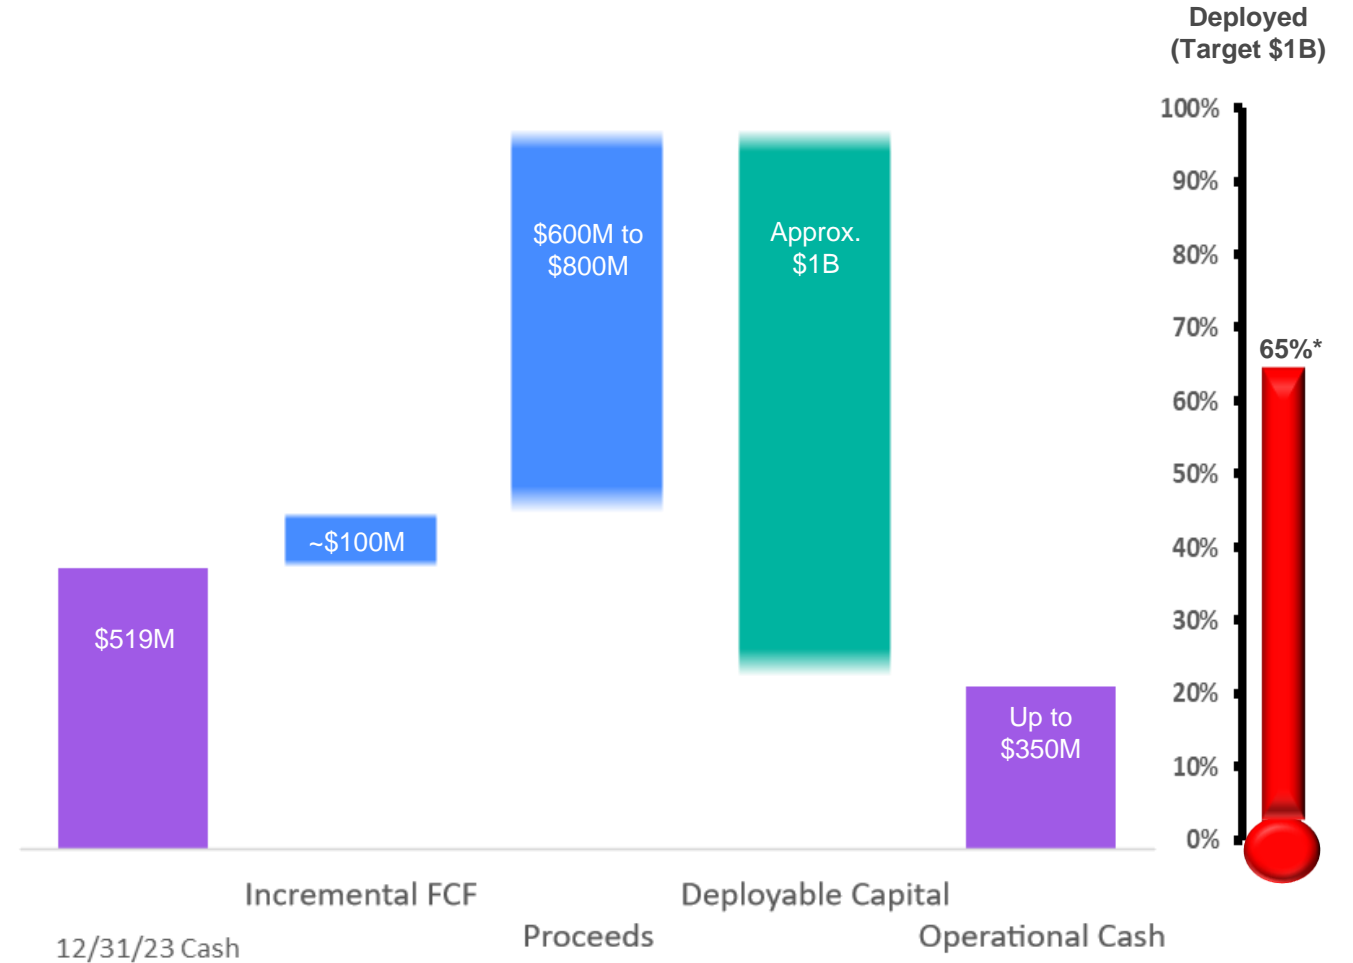 Deployed
(Target $1B)
100%
90%
80%
70%
60%
50%
40%
30%
20%
10%
0%
65%*
$600M to
$800M
Approx.
$1B
~$100M
$519M
Up to
$350M
Incremental FCF
Deployable Capital
12/31/23 Cash
Proceeds
Operational Cash